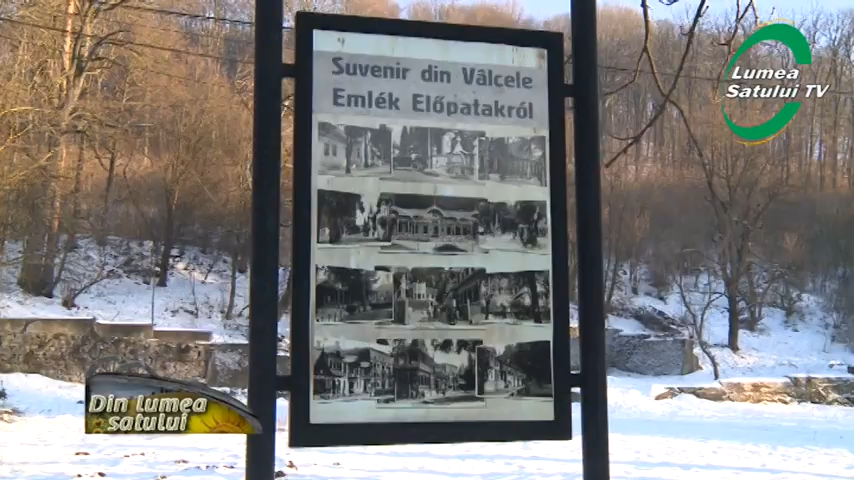 Suvenir din Vâlcele
Emlék Előpatakról
Lumea
Satului TV
Din Lumea
satului